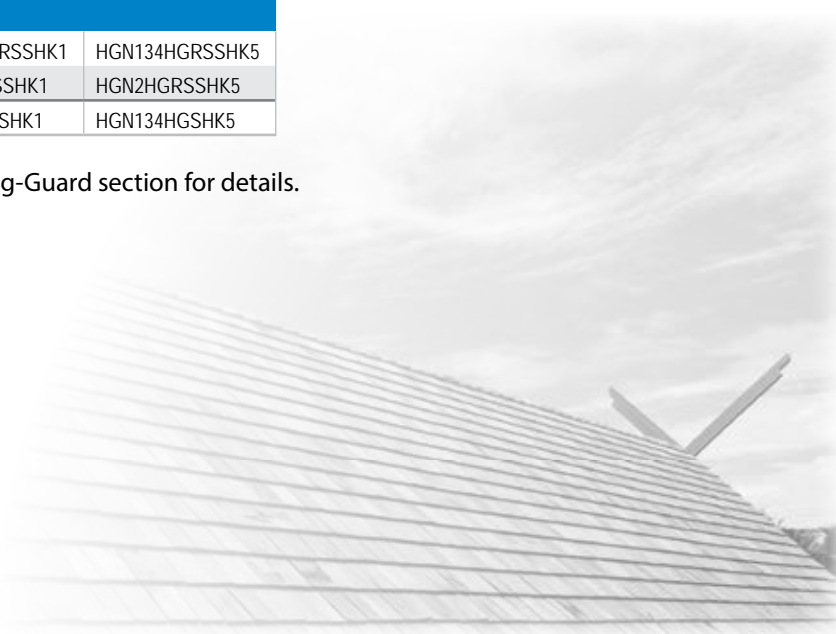 RSSHK1 HGN134HGRSSHK5
SSHK1 HGN2HGRSSHK5
SHK1 HGN134HGSHK5
g-Guard section for details.